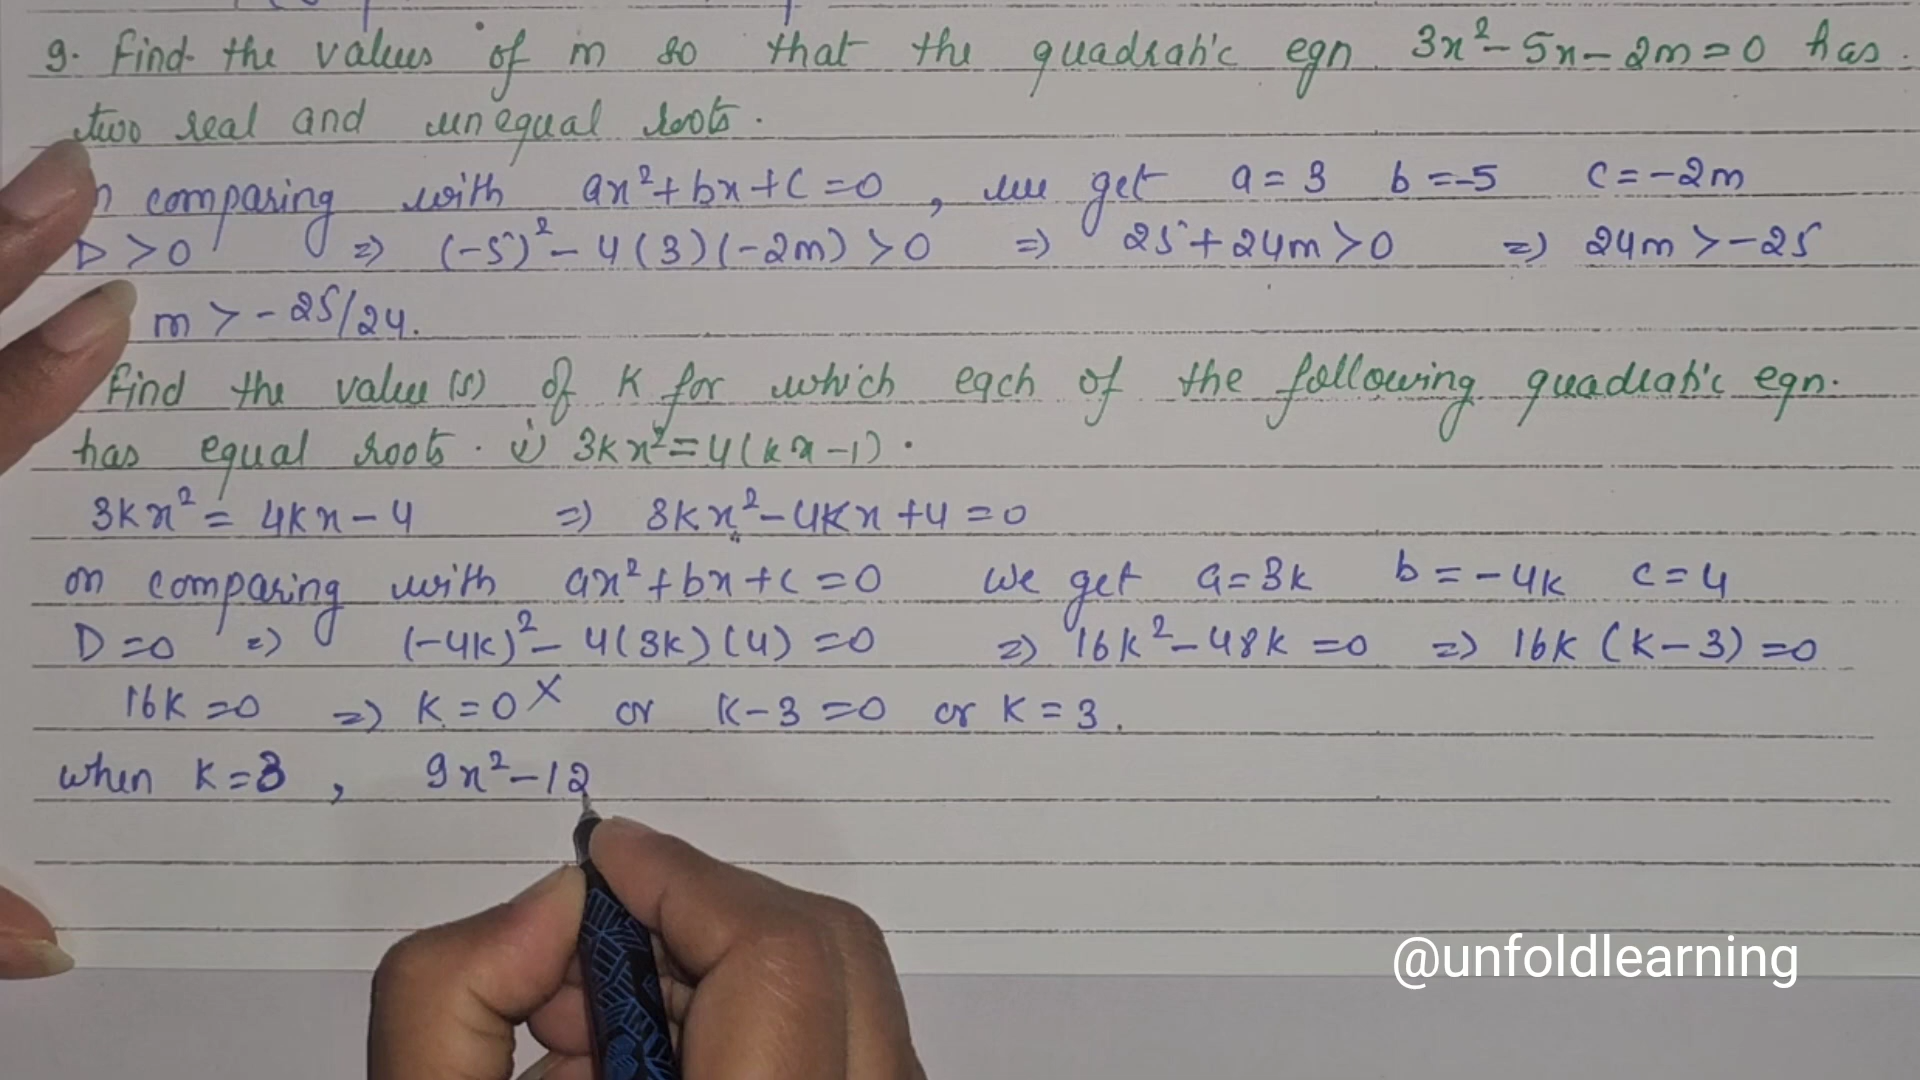 9. Find the values of m so that the quadratic eqn 3x²-5x-2m=0 has
two real and unequal roots.
n comparing with ax²+bx+c=0, we get a=3 b=-5 c=-2m
D>0 => (-5)²-4(3)(-2m)>0 => 25+24m>0 => 24m>-25
m>-25/24.
Find the value(s) of K for which each of the following quadratic eqn.
has equal roots. i) 3kx²=4(kx-1).
3kx²=4kx-4 => 3kx²-4kx+4=0
on comparing with ax²+bx+c=0 We get a=3k b=-4k c=4
D=0 => (-4k)²-4(3k)(4)=0 => 16k²-48k=0 => 16k(k-3)=0
16k=0 => k=0 X or k-3=0 or k=3.
when k=3, 9x²-12
@unfoldlearning